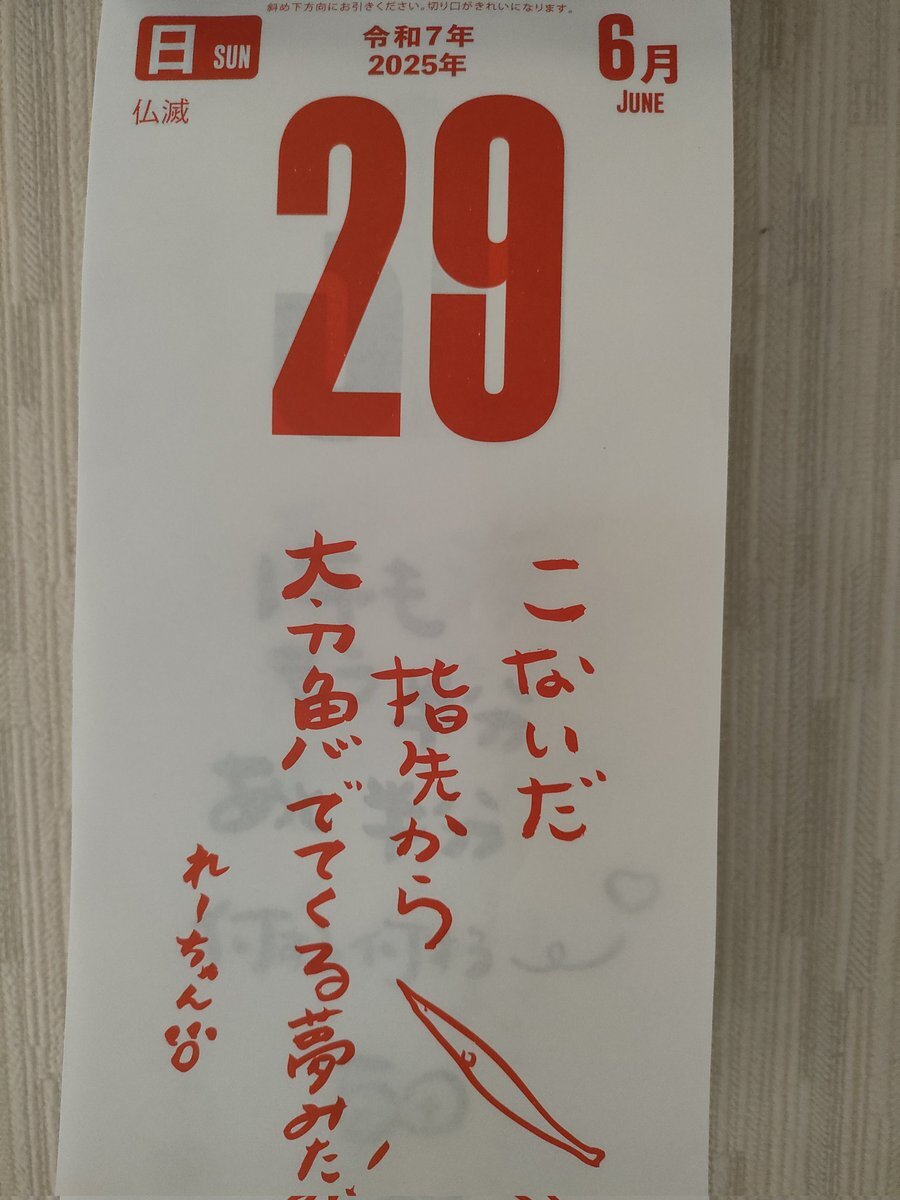 斜め下方向にお引きください。切り口がきれいになります。
日 SUN
令和7年
2025年
6月
JUNE
仏滅
29
こないだ
指先から
太刀魚でてくる夢みた
れーちゃん